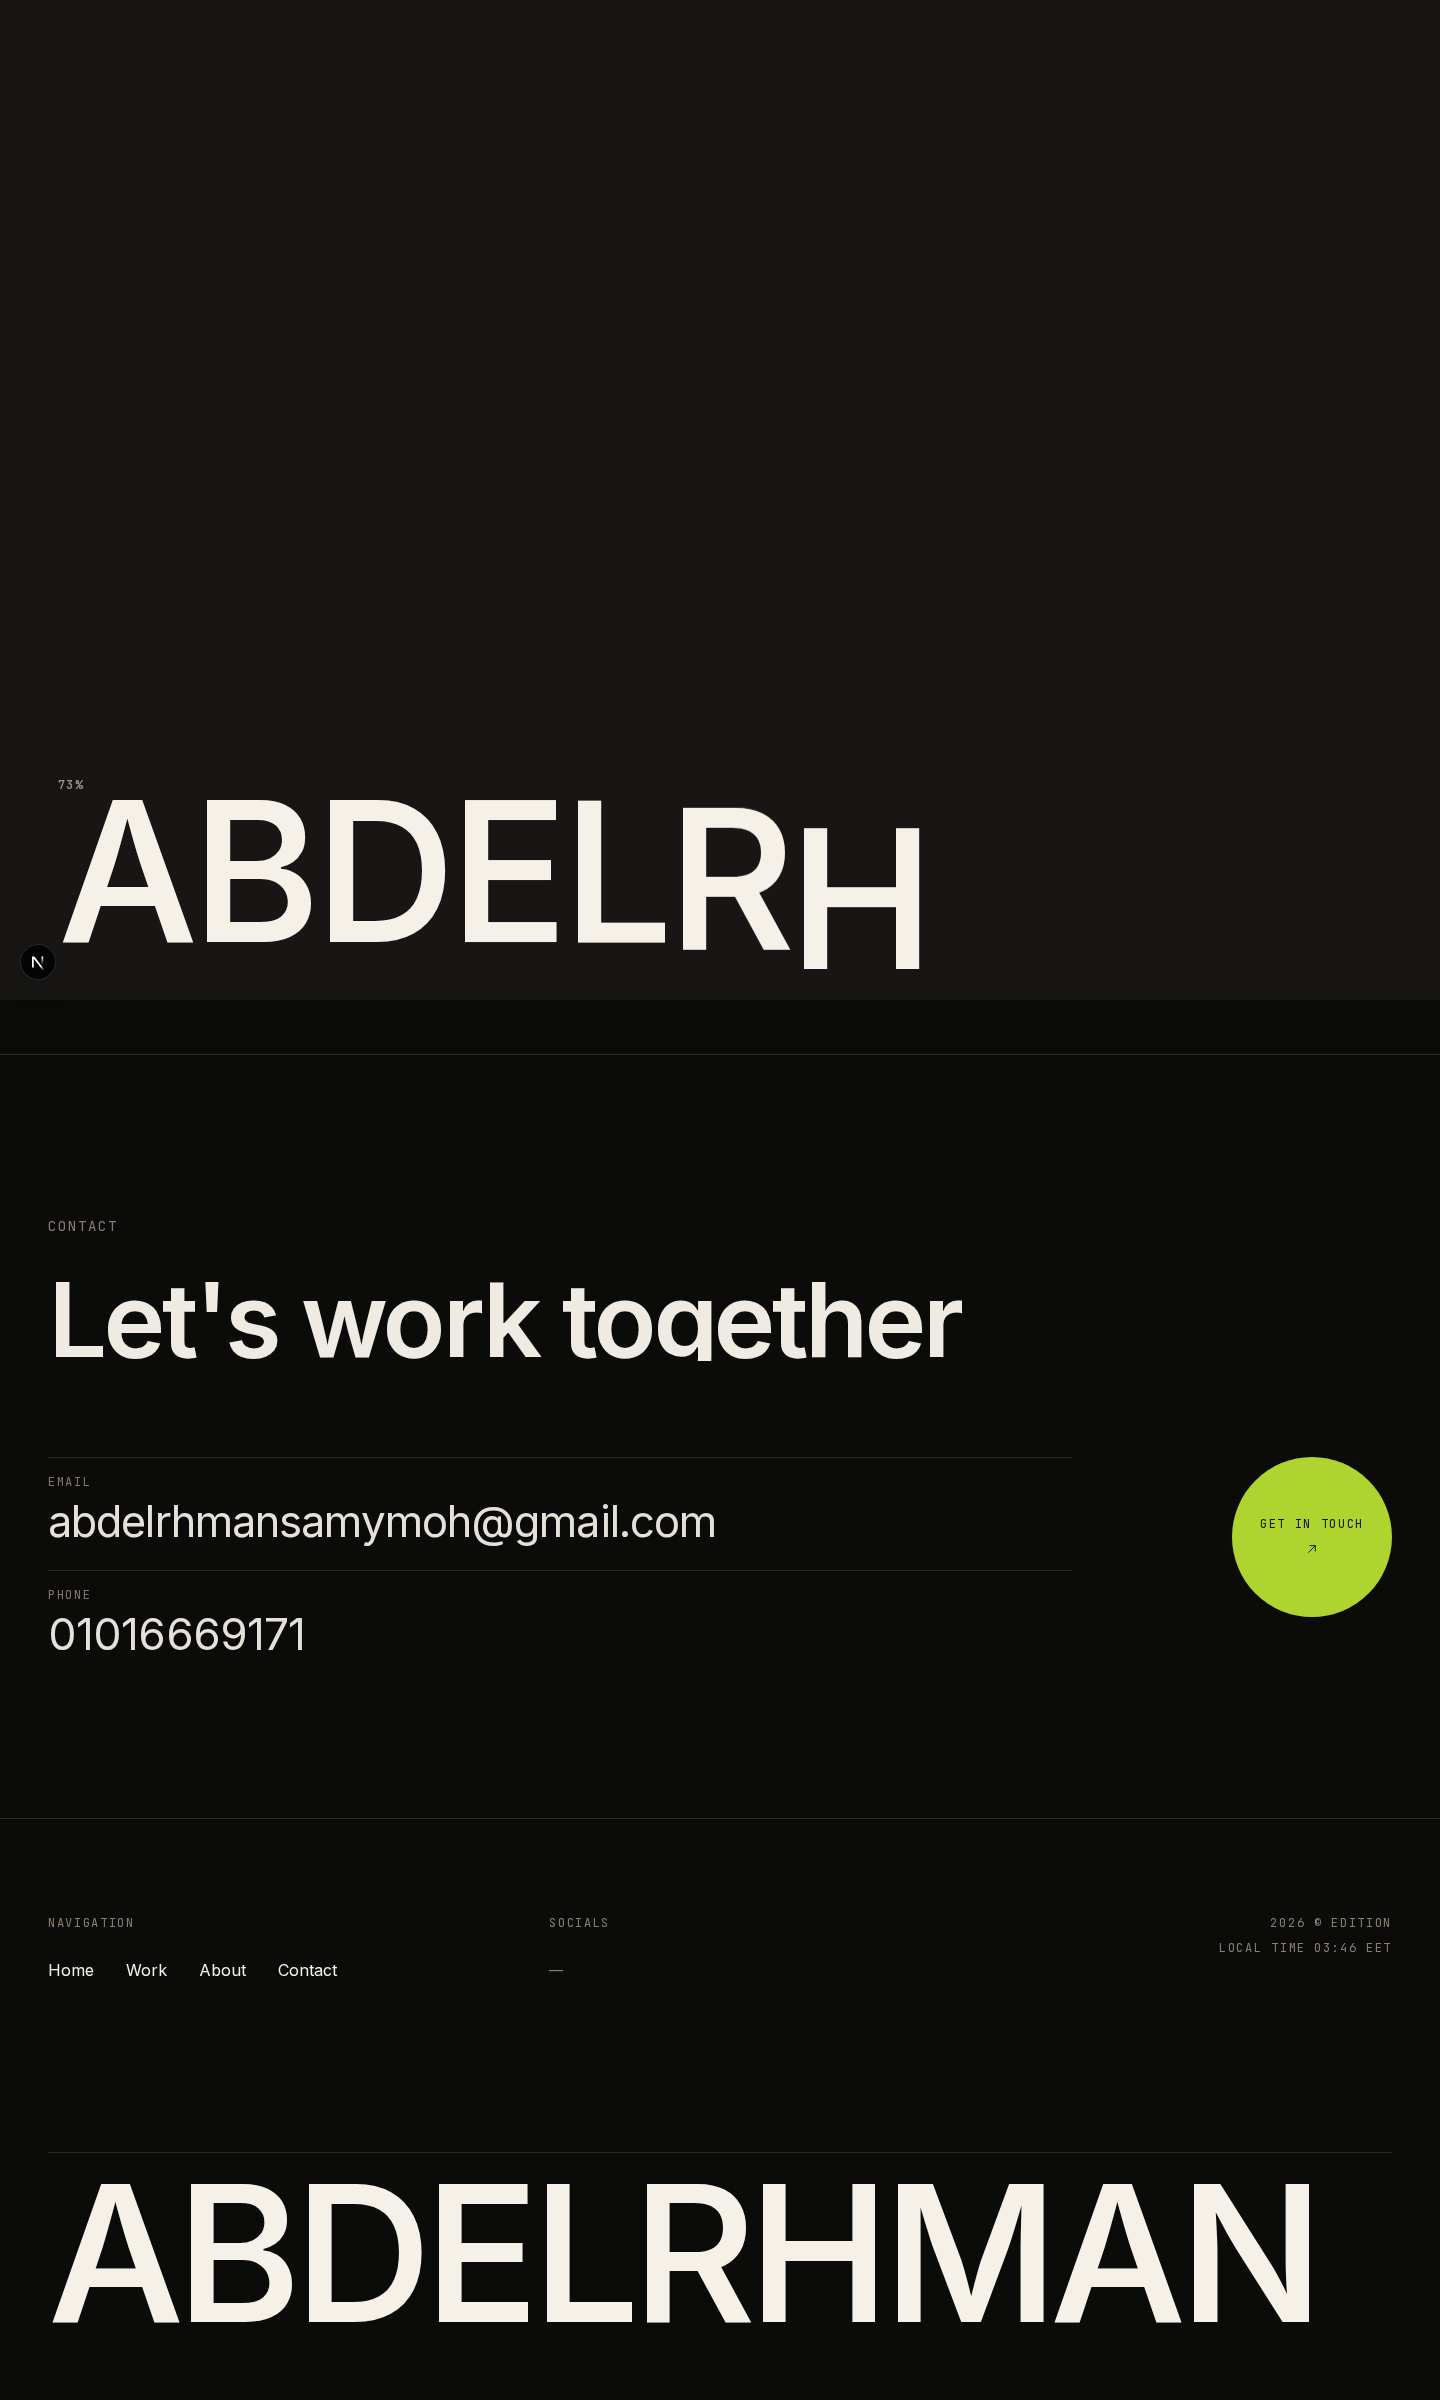 73%
ABDELRH
N
CONTACT
Let's work together
EMAIL
abdelrhmansamymoh@gmail.com
GET IN TOUCH
PHONE
01016669171
NAVIGATION
Home Work About Contact
SOCIALS
—
2026 © EDITION
LOCAL TIME 03:46 EET
ABDELRHMAN